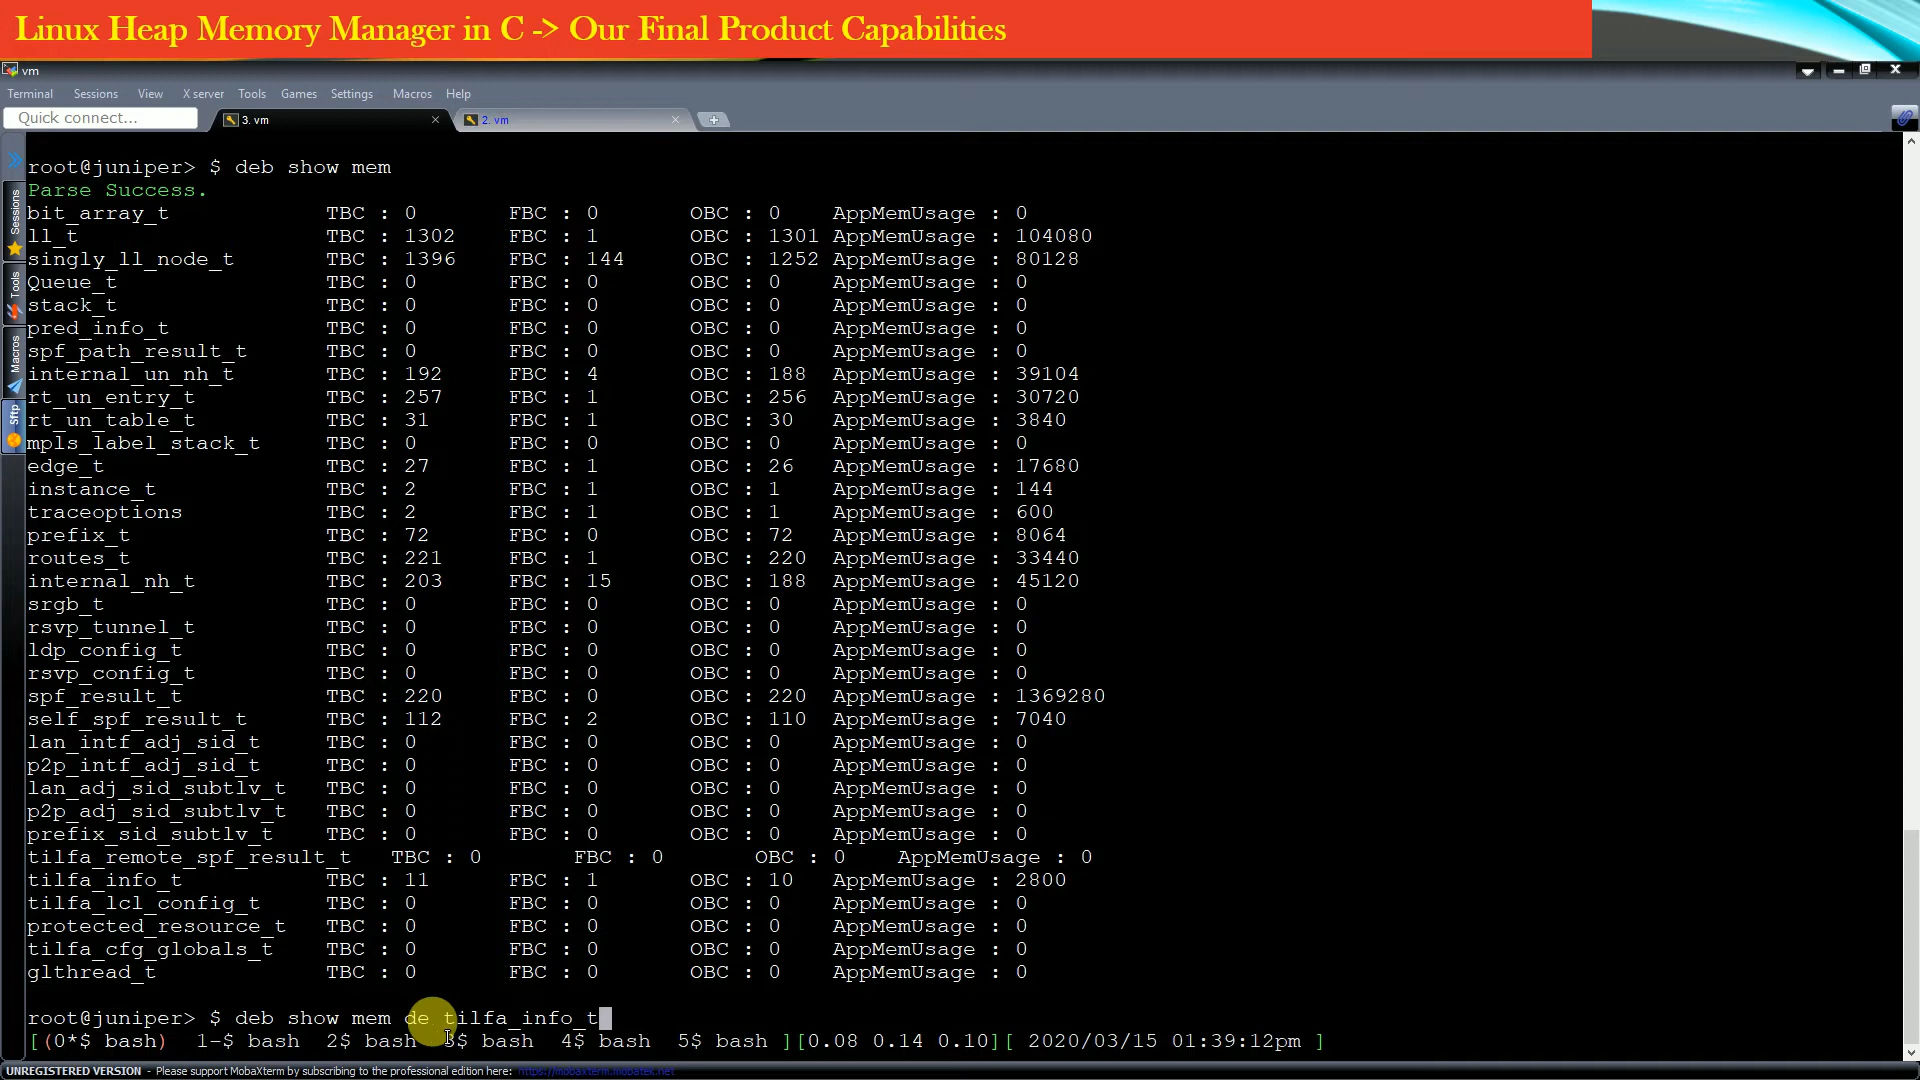 Linux Heap Memory Manager in C -> Our Final Product Capabilities
vm
Terminal Sessions View X server Tools Games Settings Macros Help
Quick connect... 3. vm 2. vm
Sessions
Tools
Macros
Sftp
root@juniper> $ deb show mem
Parse Success.
bit_array_t TBC : 0 FBC : 0 OBC : 0 AppMemUsage : 0
ll_t TBC : 1302 FBC : 1 OBC : 1301 AppMemUsage : 104080
singly_ll_node_t TBC : 1396 FBC : 144 OBC : 1252 AppMemUsage : 80128
Queue_t TBC : 0 FBC : 0 OBC : 0 AppMemUsage : 0
stack_t TBC : 0 FBC : 0 OBC : 0 AppMemUsage : 0
pred_info_t TBC : 0 FBC : 0 OBC : 0 AppMemUsage : 0
spf_path_result_t TBC : 0 FBC : 0 OBC : 0 AppMemUsage : 0
internal_un_nh_t TBC : 192 FBC : 4 OBC : 188 AppMemUsage : 39104
rt_un_entry_t TBC : 257 FBC : 1 OBC : 256 AppMemUsage : 30720
rt_un_table_t TBC : 31 FBC : 1 OBC : 30 AppMemUsage : 3840
mpls_label_stack_t TBC : 0 FBC : 0 OBC : 0 AppMemUsage : 0
edge_t TBC : 27 FBC : 1 OBC : 26 AppMemUsage : 17680
instance_t TBC : 2 FBC : 1 OBC : 1 AppMemUsage : 144
traceoptions TBC : 2 FBC : 1 OBC : 1 AppMemUsage : 600
prefix_t TBC : 72 FBC : 0 OBC : 72 AppMemUsage : 8064
routes_t TBC : 221 FBC : 1 OBC : 220 AppMemUsage : 33440
internal_nh_t TBC : 203 FBC : 15 OBC : 188 AppMemUsage : 45120
srgb_t TBC : 0 FBC : 0 OBC : 0 AppMemUsage : 0
rsvp_tunnel_t TBC : 0 FBC : 0 OBC : 0 AppMemUsage : 0
ldp_config_t TBC : 0 FBC : 0 OBC : 0 AppMemUsage : 0
rsvp_config_t TBC : 0 FBC : 0 OBC : 0 AppMemUsage : 0
spf_result_t TBC : 220 FBC : 0 OBC : 220 AppMemUsage : 1369280
self_spf_result_t TBC : 112 FBC : 2 OBC : 110 AppMemUsage : 7040
lan_intf_adj_sid_t TBC : 0 FBC : 0 OBC : 0 AppMemUsage : 0
p2p_intf_adj_sid_t TBC : 0 FBC : 0 OBC : 0 AppMemUsage : 0
lan_adj_sid_subtlv_t TBC : 0 FBC : 0 OBC : 0 AppMemUsage : 0
p2p_adj_sid_subtlv_t TBC : 0 FBC : 0 OBC : 0 AppMemUsage : 0
prefix_sid_subtlv_t TBC : 0 FBC : 0 OBC : 0 AppMemUsage : 0
tilfa_remote_spf_result_t TBC : 0 FBC : 0 OBC : 0 AppMemUsage : 0
tilfa_info_t TBC : 11 FBC : 1 OBC : 10 AppMemUsage : 2800
tilfa_lcl_config_t TBC : 0 FBC : 0 OBC : 0 AppMemUsage : 0
protected_resource_t TBC : 0 FBC : 0 OBC : 0 AppMemUsage : 0
tilfa_cfg_globals_t TBC : 0 FBC : 0 OBC : 0 AppMemUsage : 0
glthread_t TBC : 0 FBC : 0 OBC : 0 AppMemUsage : 0
root@juniper> $ deb show mem de tilfa_info_t
[(0*$ bash) 1-$ bash 2$ bash 3$ bash 4$ bash 5$ bash ][0.08 0.14 0.10][ 2020/03/15 01:39:12pm ]
UNREGISTERED VERSION - Please support MobaXterm by subscribing to the professional edition here: https://mobaxterm.mobatek.net